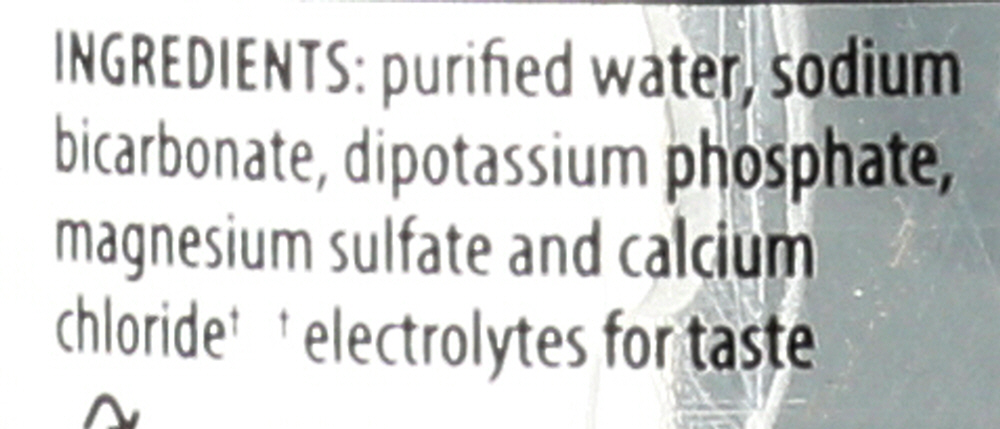 INGREDIENTS: purified water, sodium
bicarbonate, dipotassium phosphate,
magnesium sulfate and calcium
chloride† † electrolytes for taste